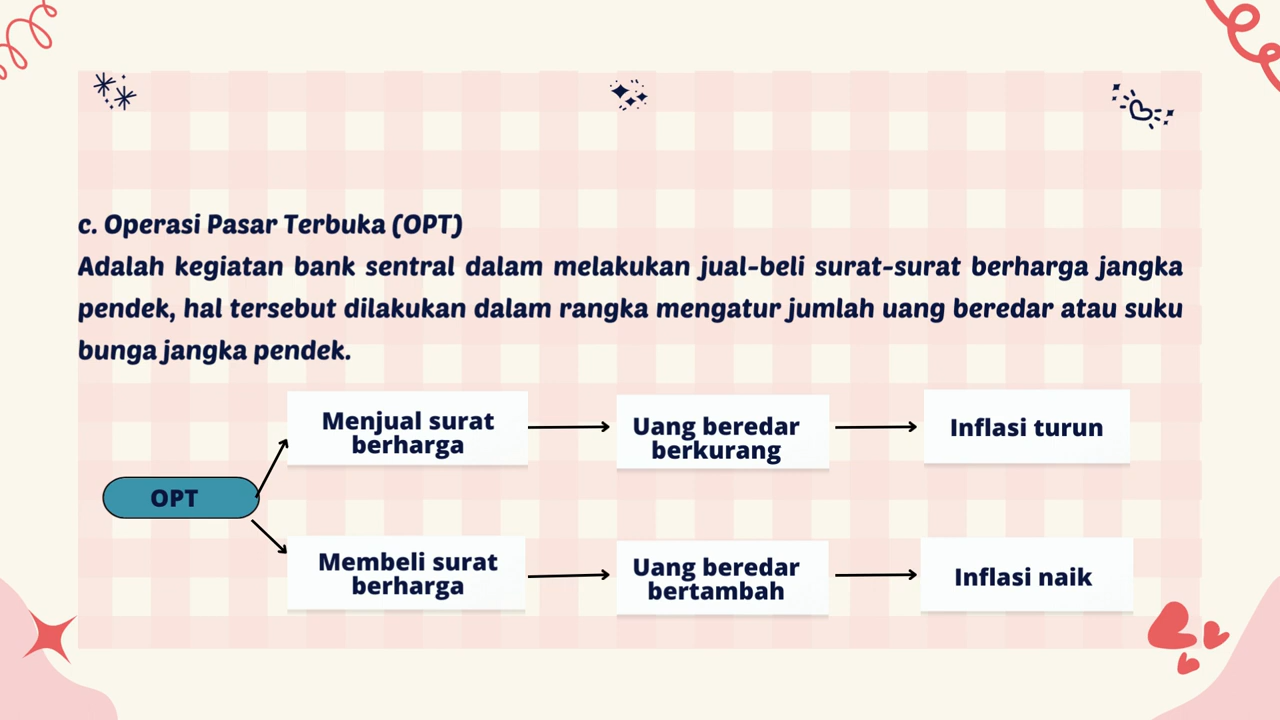 c. Operasi Pasar Terbuka (OPT)
Adalah kegiatan bank sentral dalam melakukan jual-beli surat-surat berharga jangka
pendek, hal tersebut dilakukan dalam rangka mengatur jumlah uang beredar atau suku
bunga jangka pendek.
OPT
Menjual surat
berharga
Uang beredar
berkurang
Inflasi turun
Membeli surat
berharga
Uang beredar
bertambah
Inflasi naik